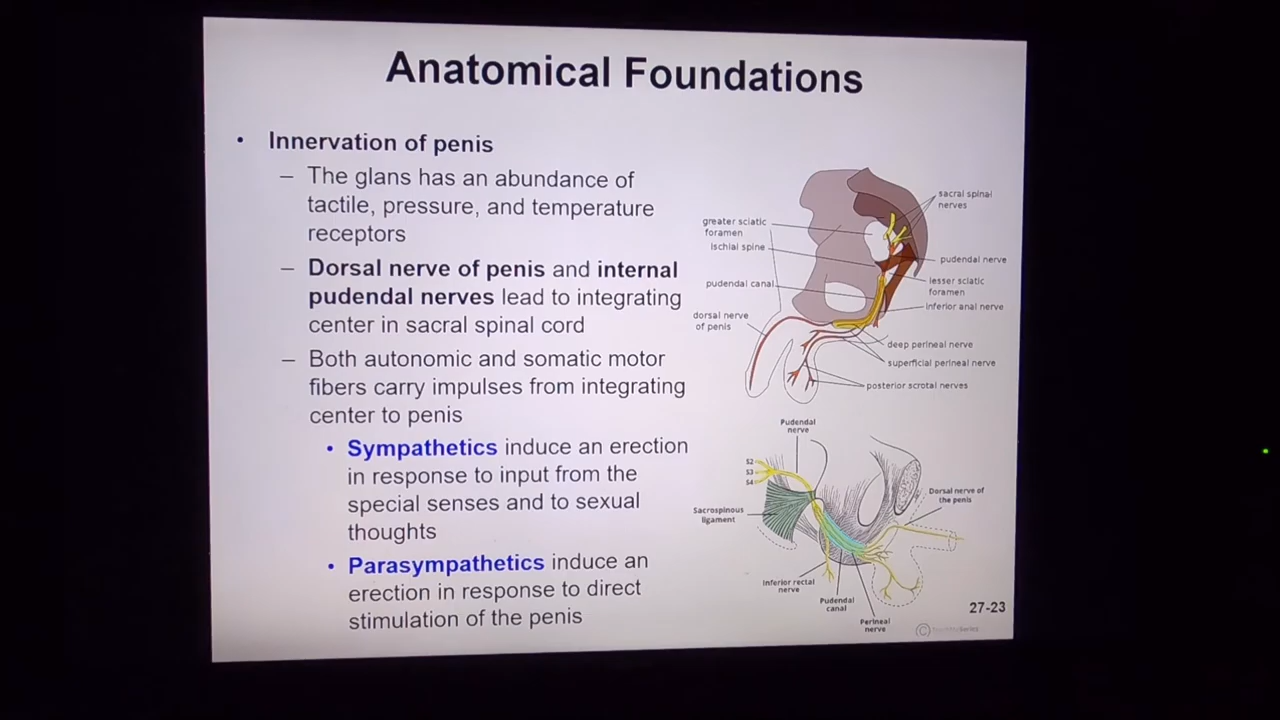 Anatomical Foundations
• Innervation of penis
– The glans has an abundance of
tactile, pressure, and temperature
receptors
– Dorsal nerve of penis and internal
pudendal nerves lead to integrating
center in sacral spinal cord
– Both autonomic and somatic motor
fibers carry impulses from integrating
center to penis
• Sympathetics induce an erection
in response to input from the
special senses and to sexual
thoughts
• Parasympathetics induce an
erection in response to direct
stimulation of the penis
sacral spinal
nerves
greater sciatic
foramen
ischial spine
pudendal nerve
pudendal canal
lesser sciatic
foramen
inferior anal nerve
dorsal nerve
of penis
deep perineal nerve
superficial perineal nerve
posterior scrotal nerves
Pudendal
nerve
S2
S3
S4
Dorsal nerve of
the penis
Sacrospinous
ligament
Inferior rectal
nerve
Pudendal
canal
Perineal
nerve
27-23
©